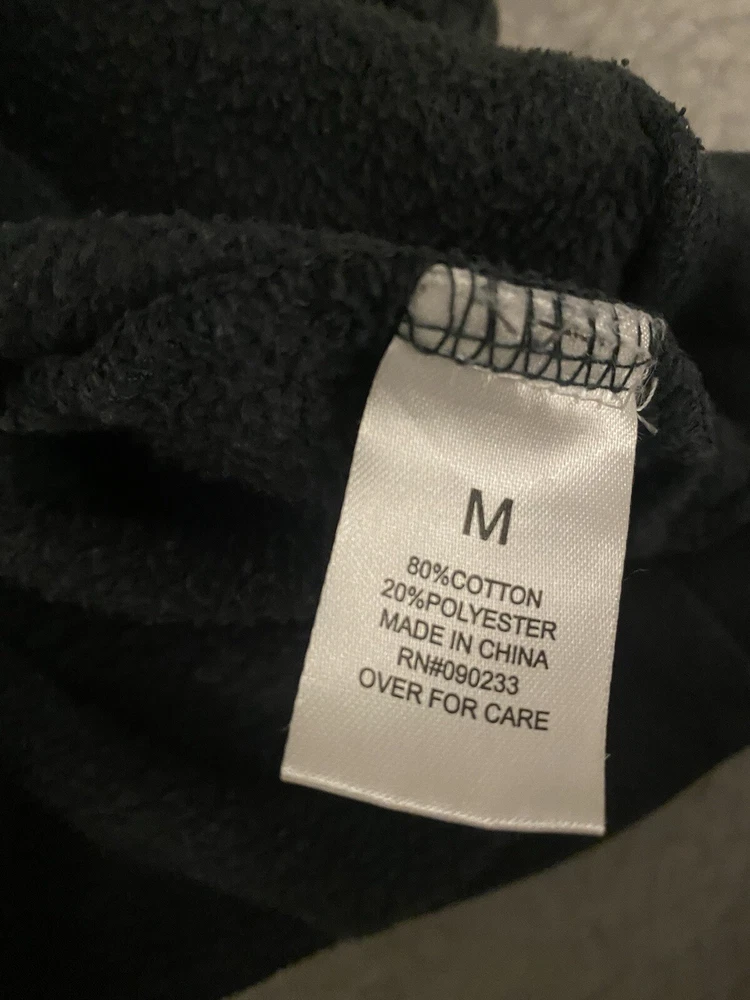 M
80%COTTON
20%POLYESTER
MADE IN CHINA
RN#090233
OVER FOR CARE